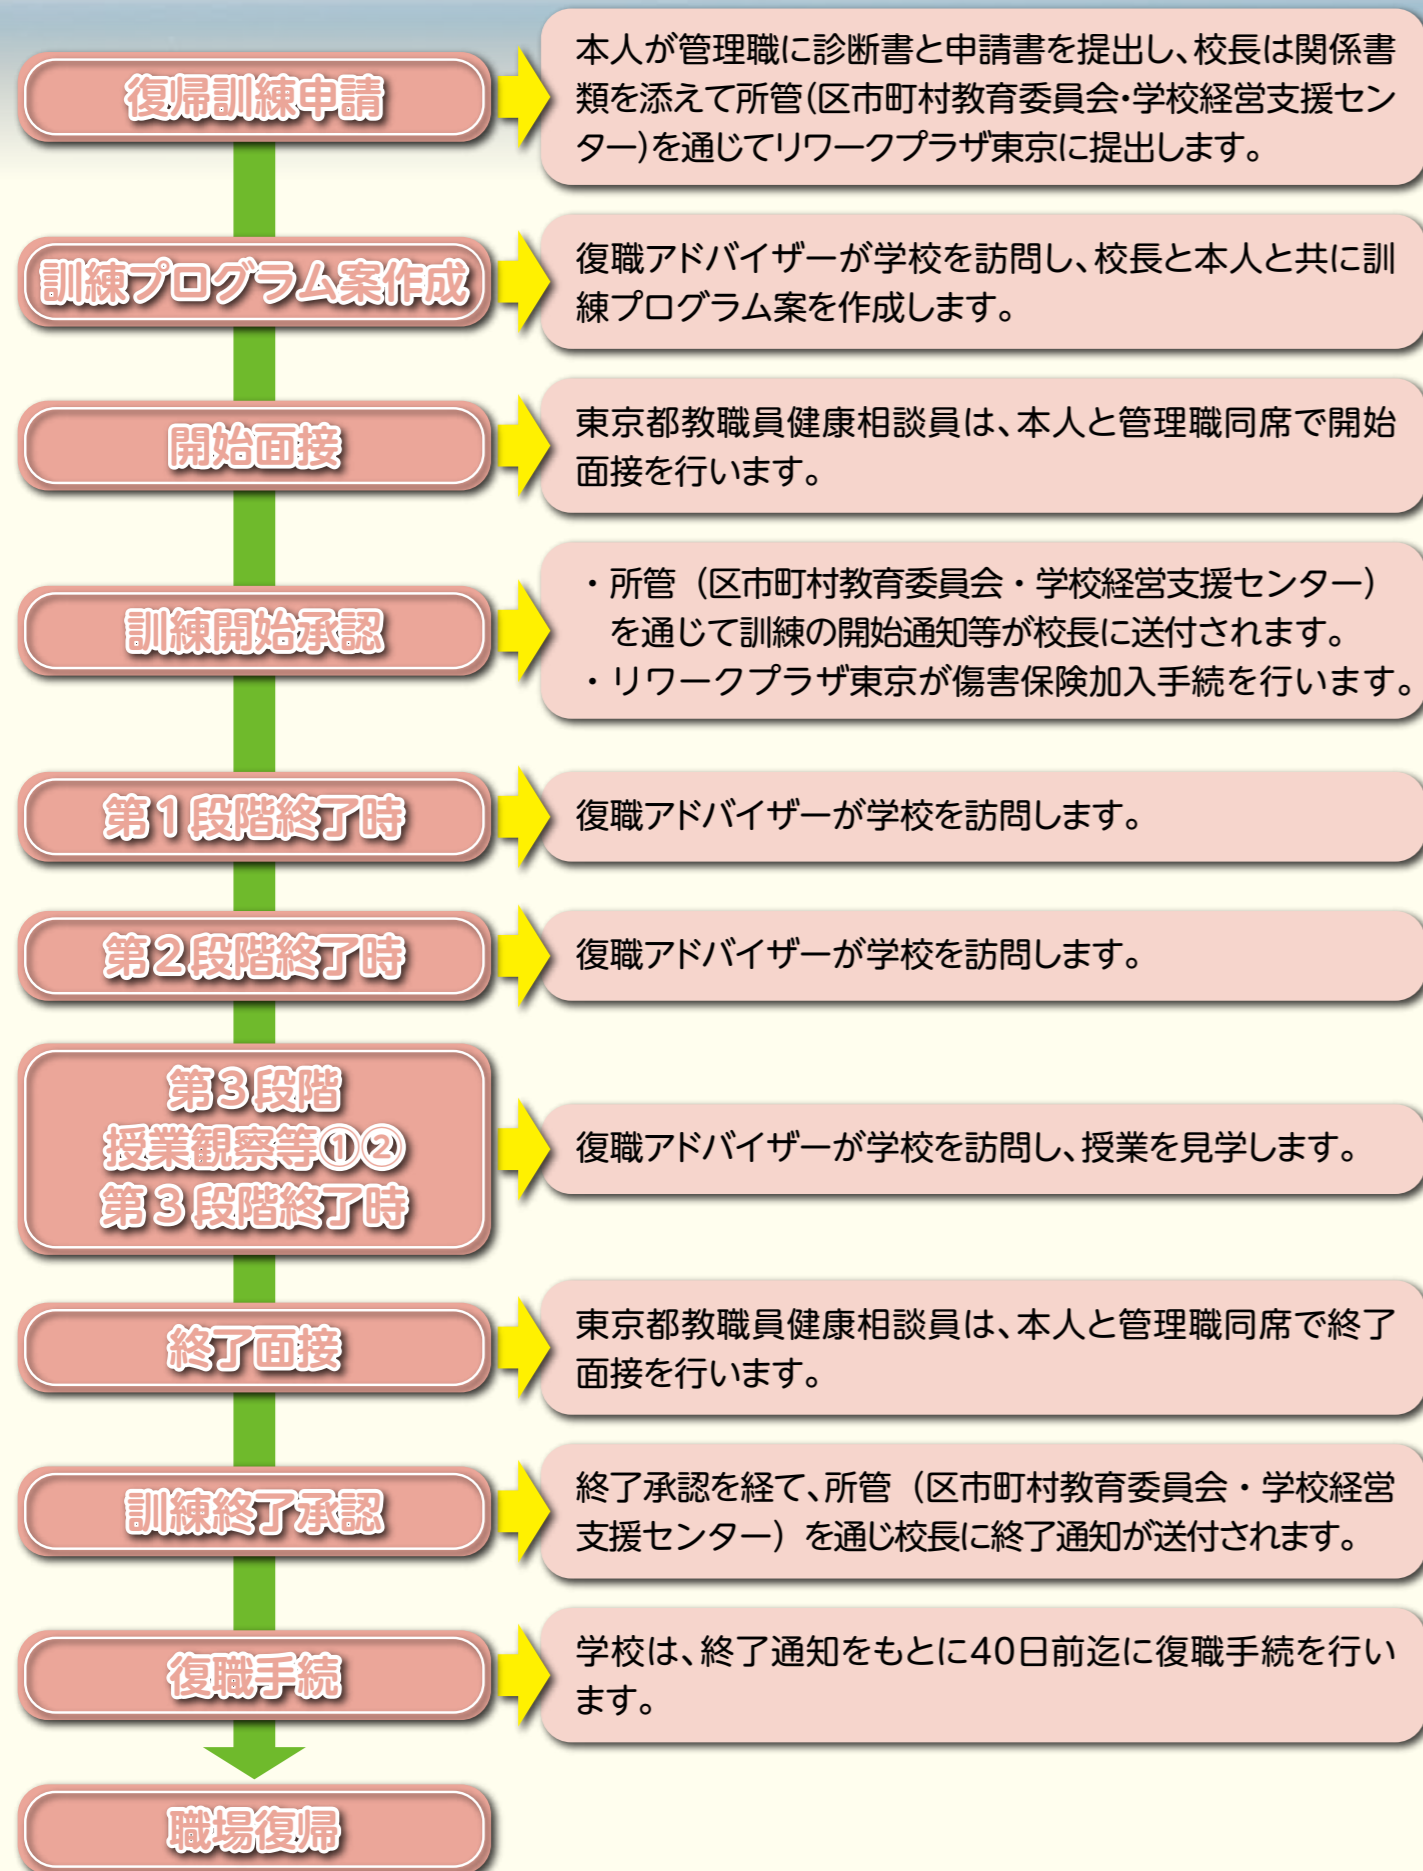 復帰訓練申請
本人が管理職に診断書と申請書を提出し、校長は関係書
類を添えて所管(区市町村教育委員会・学校経営支援セン
ター)を通じてリワークプラザ東京に提出します。
訓練プログラム案作成
復職アドバイザーが学校を訪問し、校長と本人と共に訓
練プログラム案を作成します。
開始面接
東京都教職員健康相談員は、本人と管理職同席で開始
面接を行います。
訓練開始承認
・所管（区市町村教育委員会・学校経営支援センター）
を通じて訓練の開始通知等が校長に送付されます。
・リワークプラザ東京が傷害保険加入手続を行います。
第１段階終了時
復職アドバイザーが学校を訪問します。
第２段階終了時
復職アドバイザーが学校を訪問します。
第３段階
授業観察等①②
第３段階終了時
復職アドバイザーが学校を訪問し、授業を見学します。
終了面接
東京都教職員健康相談員は、本人と管理職同席で終了
面接を行います。
訓練終了承認
終了承認を経て、所管（区市町村教育委員会・学校経営
支援センター）を通じ校長に終了通知が送付されます。
復職手続
学校は、終了通知をもとに40日前迄に復職手続を行い
ます。
職場復帰